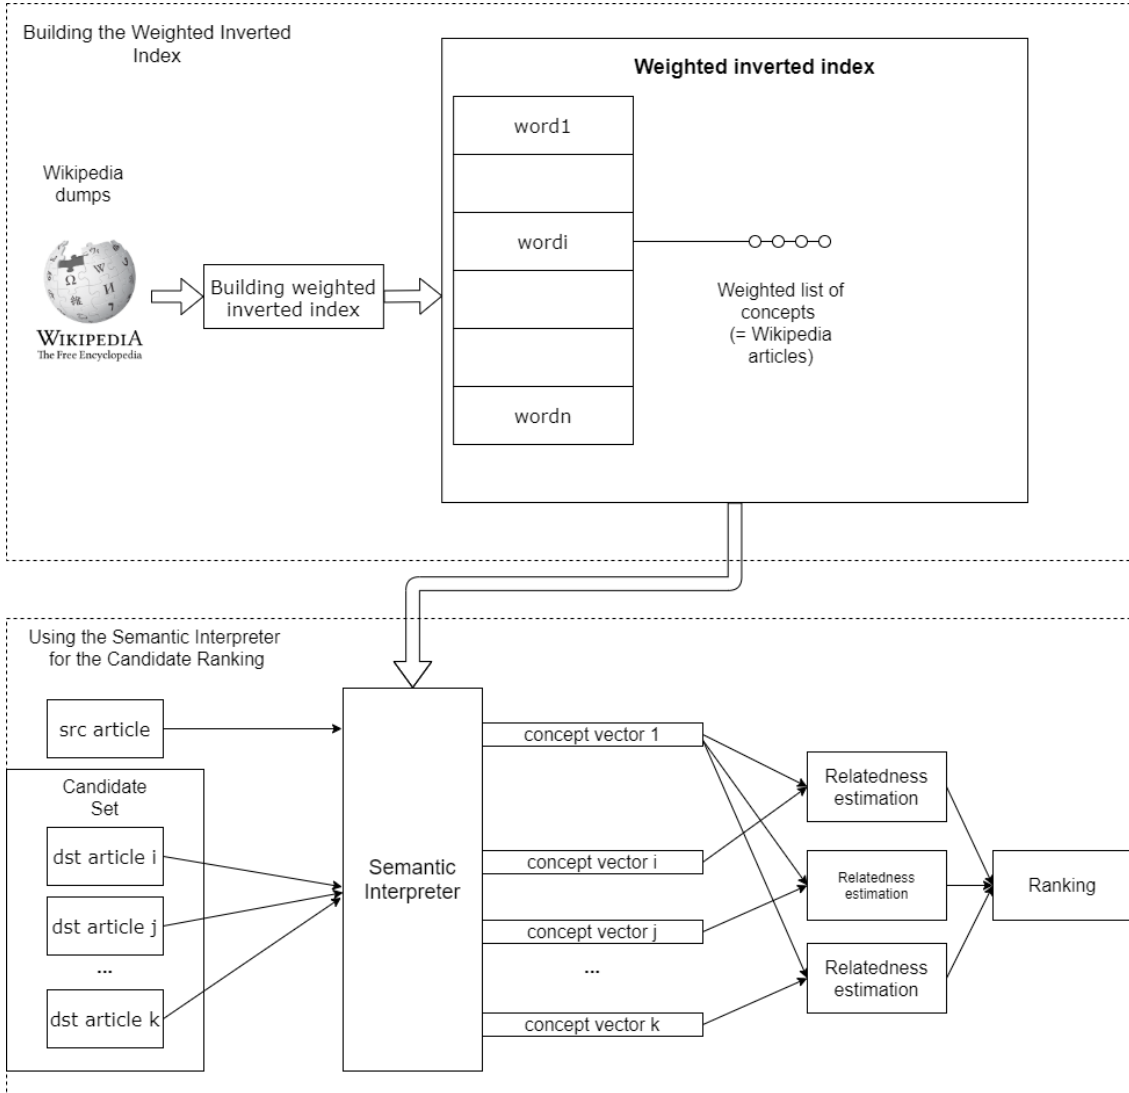 Building the Weighted Inverted
Index
Weighted inverted index
word1
Wikipedia
dumps
wordi
Building weighted
inverted index
Weighted list of
concepts
(= Wikipedia
articles)
WIKIPEDIA
The Free Encyclopedia
wordn
Using the Semantic Interpreter
for the Candidate Ranking
src article
concept vector 1
Candidate
Set
Relatedness
estimation
dst article i
concept vector i
Semantic
Interpreter
Relatedness
estimation
Ranking
dst article j
concept vector j
...
...
Relatedness
estimation
dst article k
concept vector k